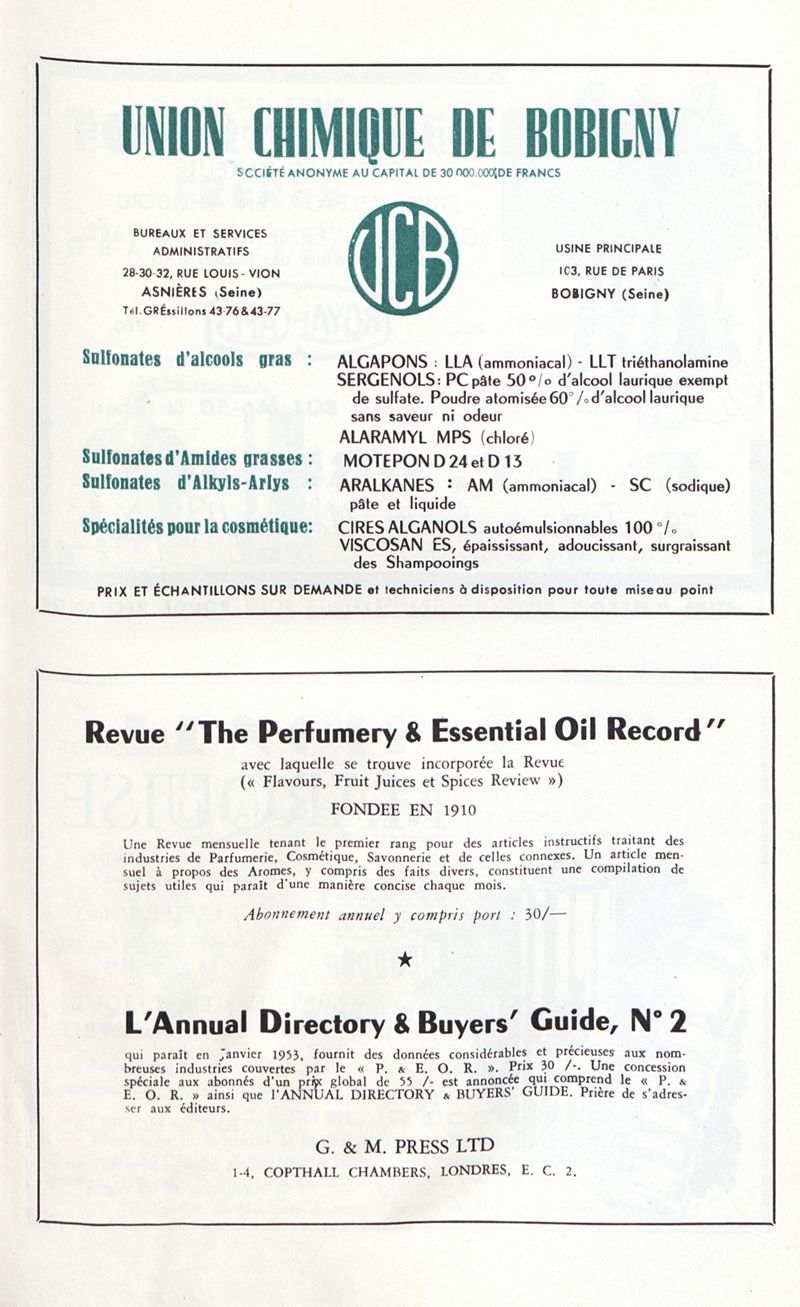 UNION CHIMIQUE DE BOBIGNY
SCCIÉTÉ ANONYME AU CAPITAL DE 30 000.000 DE FRANCS
BUREAUX ET SERVICES
ADMINISTRATIFS
28-30-32, RUE LOUIS-VION
ASNIÈRES (Seine)
Tél. GRÉssillons 43-76 & 43-77
UCB
USINE PRINCIPALE
103, RUE DE PARIS
BOBIGNY (Seine)
Sulfonates d'alcools gras : ALGAPONS : LLA (ammoniacal) - LLT triéthanolamine
SERGENOLS : PC pâte 50 % d'alcool laurique exempt
de sulfate. Poudre atomisée 60 % d'alcool laurique
sans saveur ni odeur
ALARAMYL MPS (chloré)
Sulfonates d'Amides grasses : MOTEPON D 24 et D 13
Sulfonates d'Alkyls-Arlys : ARALKANES : AM (ammoniacal) - SC (sodique)
pâte et liquide
Spécialités pour la cosmétique: CIRES ALGANOLS autoémulsionnables 100 %
VISCOSAN ES, épaississant, adoucissant, surgraissant
des Shampooings
PRIX ET ÉCHANTILLONS SUR DEMANDE et techniciens à disposition pour toute mise au point
Revue "The Perfumery & Essential Oil Record"
avec laquelle se trouve incorporée la Revue
(« Flavours, Fruit Juices et Spices Review »)
FONDEE EN 1910
Une Revue mensuelle tenant le premier rang pour des articles instructifs traitant des
industries de Parfumerie, Cosmétique, Savonnerie et de celles connexes. Un article men-
suel à propos des Aromes, y compris des faits divers, constituent une compilation de
sujets utiles qui paraît d'une manière concise chaque mois.
Abonnement annuel y compris port : 30/—
★
L'Annual Directory & Buyers' Guide, N° 2
qui paraît en Janvier 1953, fournit des données considérables et précieuses aux nom-
breuses industries couvertes par le « P. & E. O. R. ». Prix 30 /-. Une concession
spéciale aux abonnés d'un prix global de 55 /- est annoncée qui comprend le « P. &
E. O. R. » ainsi que l'ANNUAL DIRECTORY & BUYERS' GUIDE. Prière de s'adres-
ser aux éditeurs.
G. & M. PRESS LTD
1-4, COPTHALL CHAMBERS, LONDRES, E. C. 2.